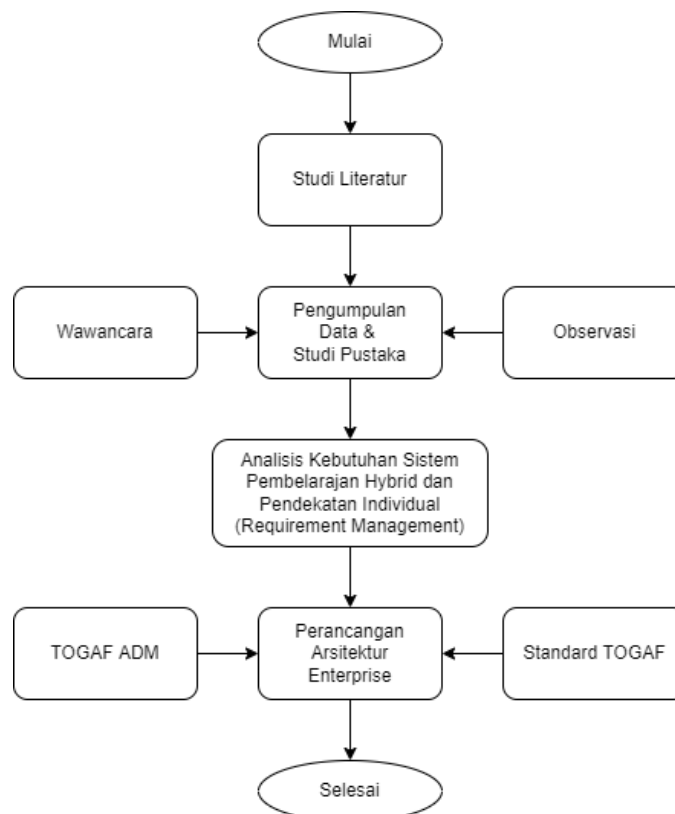 Mulai
Studi Literatur
Wawancara
Pengumpulan
Data &
Studi Pustaka
Observasi
Analisis Kebutuhan Sistem
Pembelarajan Hybrid dan
Pendekatan Individual
(Requirement Management)
TOGAF ADM
Perancangan
Arsitektur
Enterprise
Standard TOGAF
Selesai